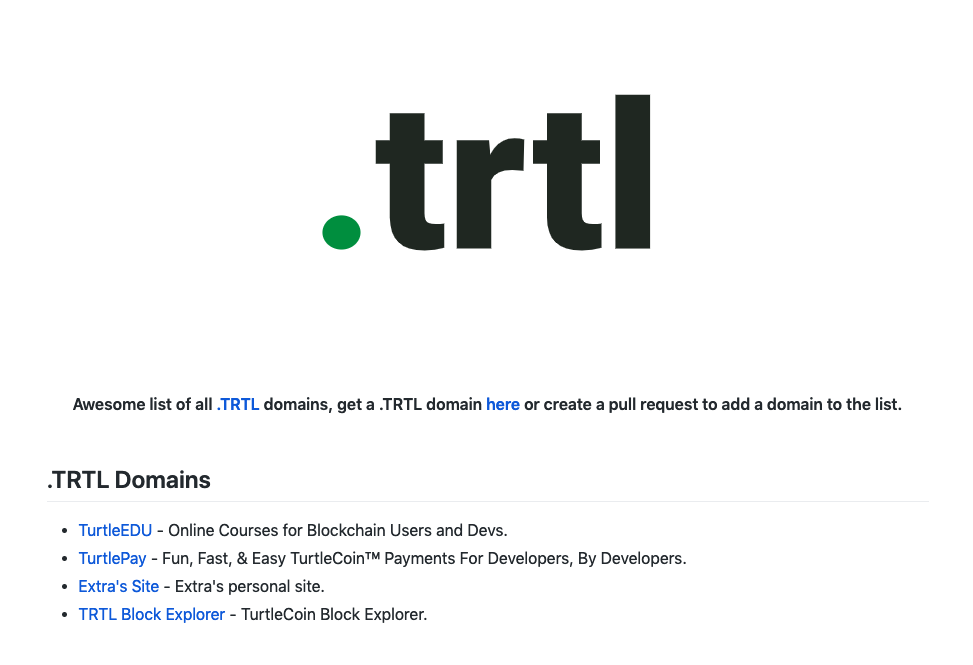 .trtl
Awesome list of all .TRTL domains, get a .TRTL domain here or create a pull request to add a domain to the list.
.TRTL Domains
• TurtleEDU - Online Courses for Blockchain Users and Devs.
• TurtlePay - Fun, Fast, & Easy TurtleCoin™ Payments For Developers, By Developers.
• Extra's Site - Extra's personal site.
• TRTL Block Explorer - TurtleCoin Block Explorer.